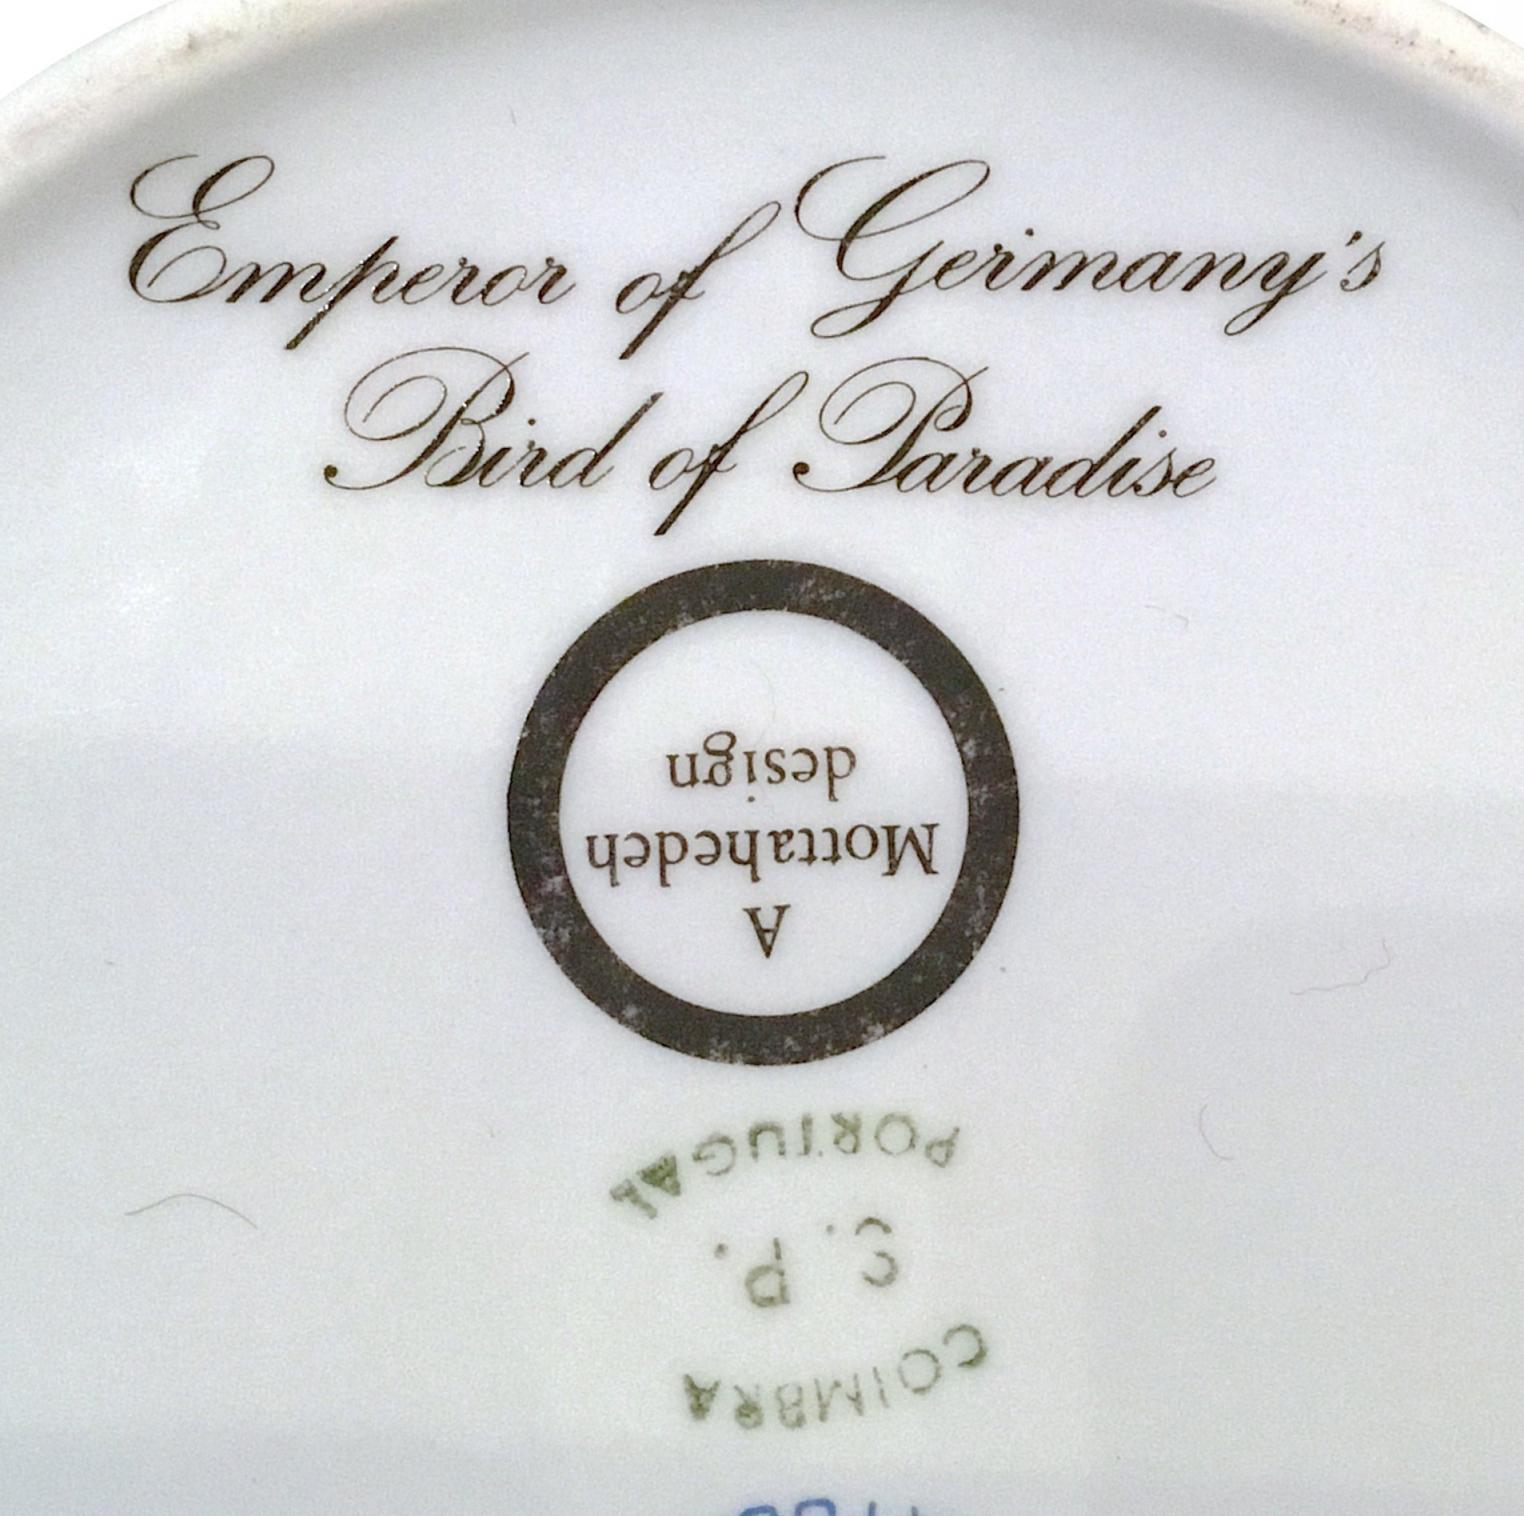 Emperor of Germany's
Bird of Paradise
A
Mottahedeh
design
COIMBRA
S. P.
PORTUGAL